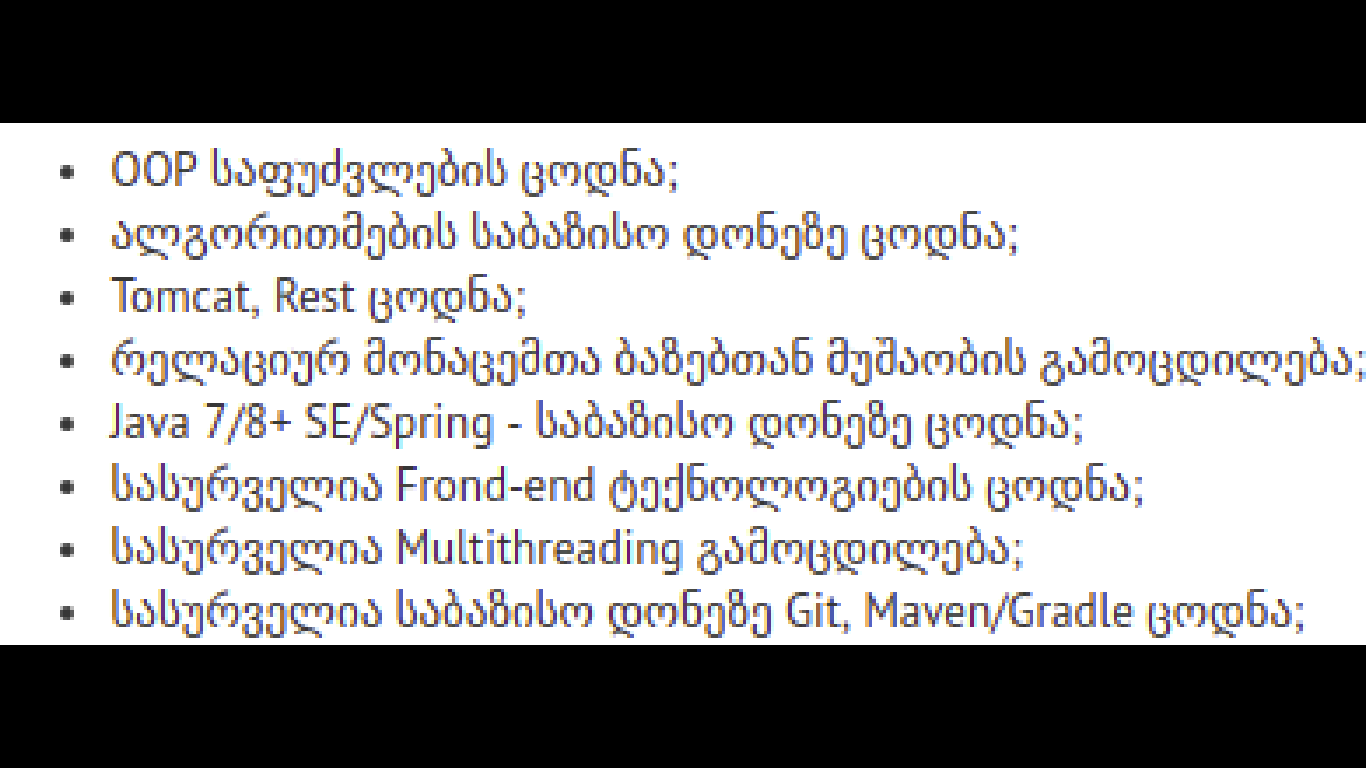 • OOP საფუძვლების ცოდნა;
• ალგორითმების საბაზისო დონეზე ცოდნა;
• Tomcat, Rest ცოდნა;
• რელაციურ მონაცემთა ბაზებთან მუშაობის გამოცდილება;
• Java 7/8+ SE/Spring - საბაზისო დონეზე ცოდნა;
• სასურველია Frond-end ტექნოლოგიების ცოდნა;
• სასურველია Multithreading გამოცდილება;
• სასურველია საბაზისო დონეზე Git, Maven/Gradle ცოდნა;